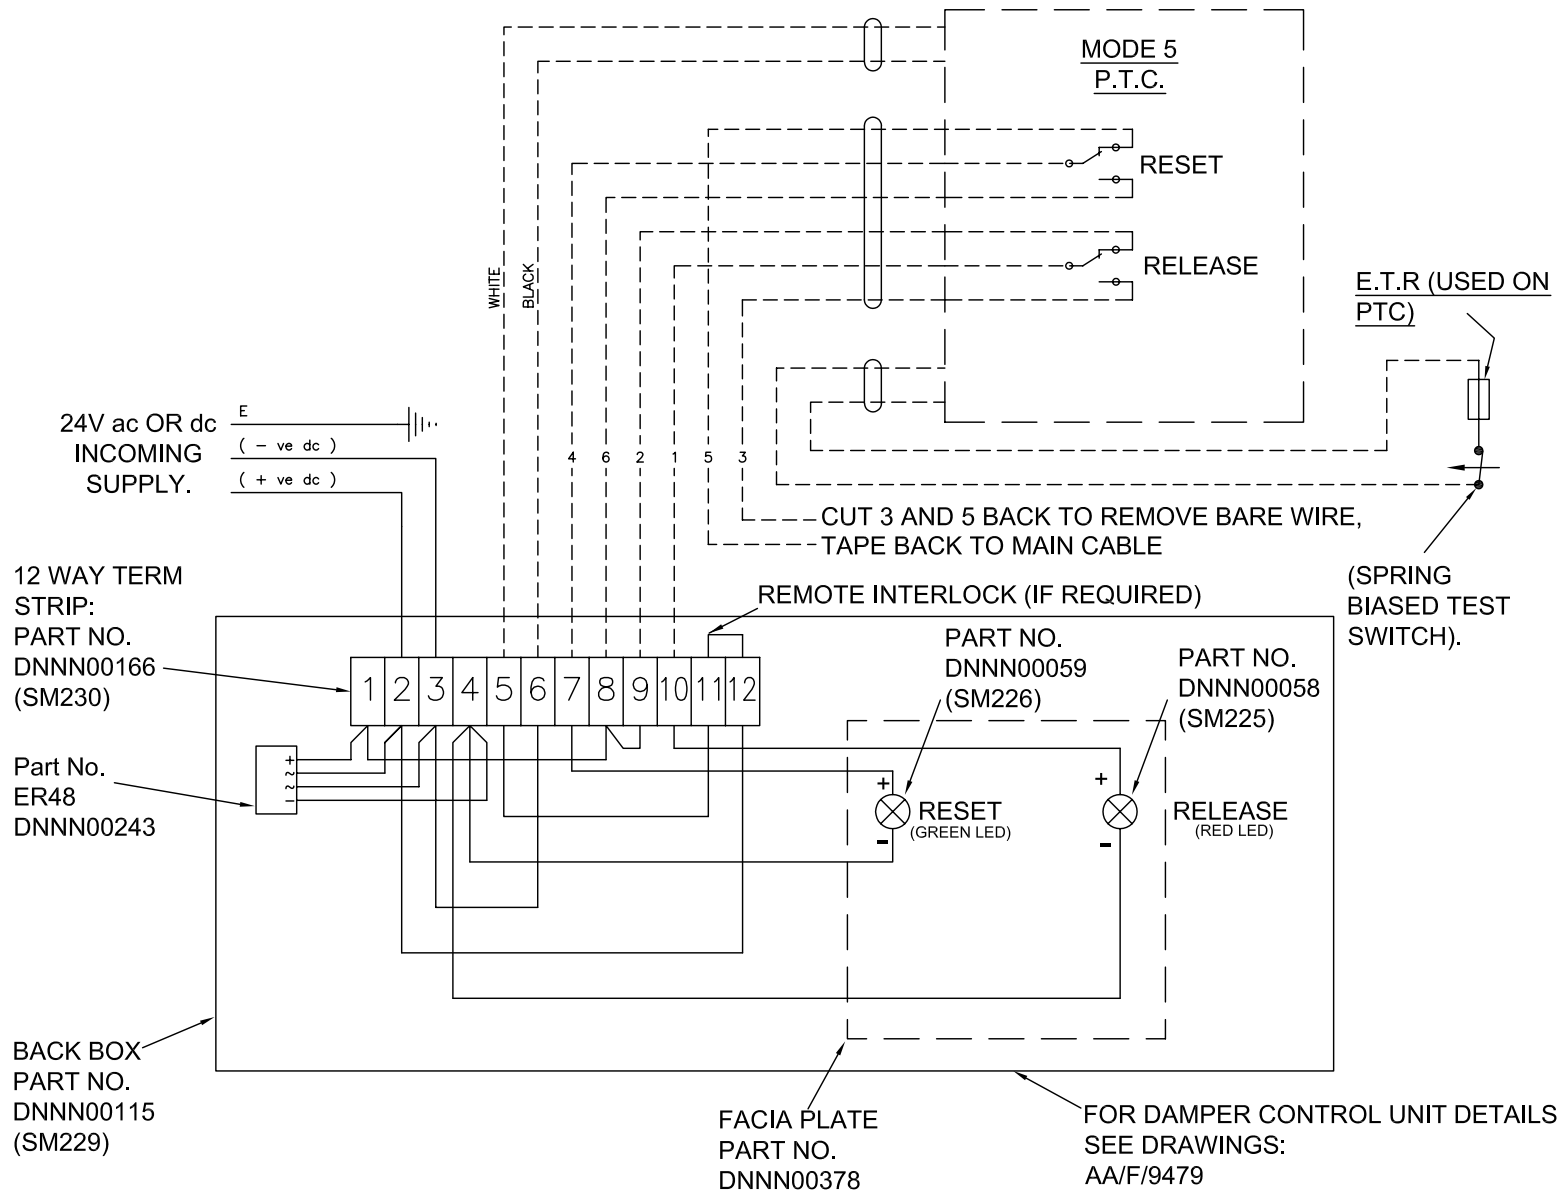 MODE 5
P.T.C.
RESET
RELEASE
WHITE
BLACK
E.T.R (USED ON
PTC)
24V ac OR dc
INCOMING
SUPPLY.
E
( - ve dc )
( + ve dc )
4
6
2
1
5
3
CUT 3 AND 5 BACK TO REMOVE BARE WIRE,
TAPE BACK TO MAIN CABLE
(SPRING
BIASED TEST
SWITCH).
12 WAY TERM
STRIP:
PART NO.
DNNN00166
(SM230)
REMOTE INTERLOCK (IF REQUIRED)
PART NO.
DNNN00059
(SM226)
PART NO.
DNNN00058
(SM225)
1 2 3 4 5 6 7 8 9 10 11 12
Part No.
ER48
DNNN00243
+
~
~
-
+
RESET
(GREEN LED)
-
+
RELEASE
(RED LED)
-
BACK BOX
PART NO.
DNNN00115
(SM229)
FACIA PLATE
PART NO.
DNNN00378
FOR DAMPER CONTROL UNIT DETAILS
SEE DRAWINGS:
AA/F/9479